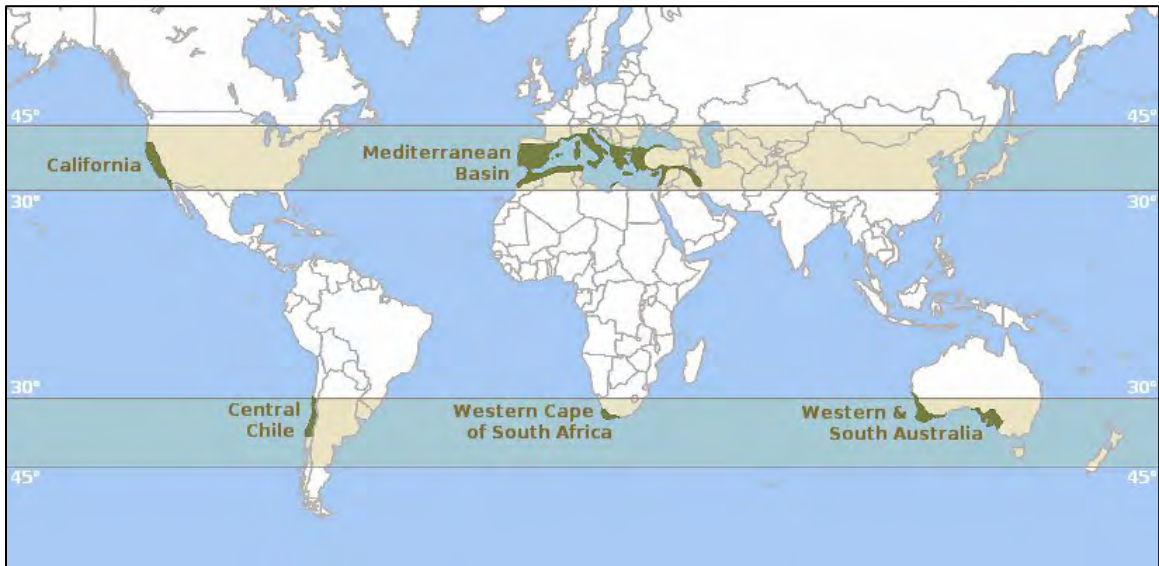 45°
45°
California
Mediterranean
Basin
30°
30°
30°
30°
Central
Chile
Western Cape
of South Africa
Western &
South Australia
45°
45°